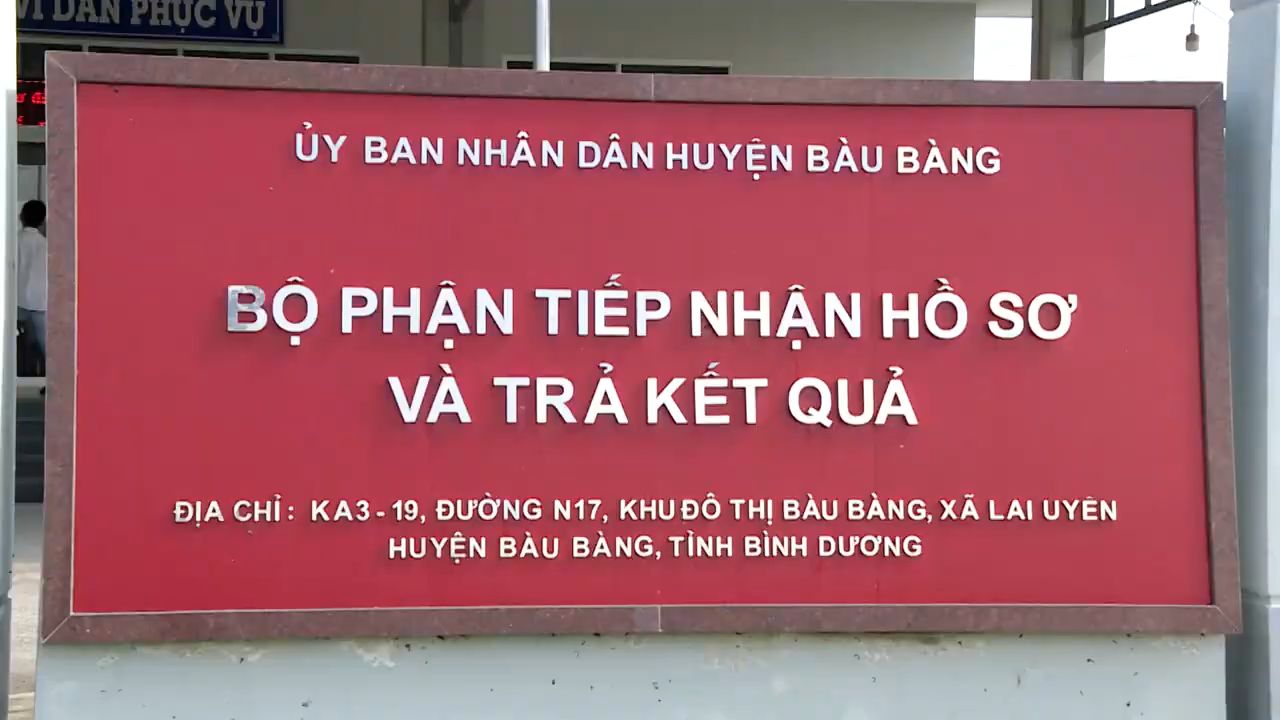 VÌ DÂN PHỤC VỤ
ỦY BAN NHÂN DÂN HUYỆN BÀU BÀNG
BỘ PHẬN TIẾP NHẬN HỒ SƠ
VÀ TRẢ KẾT QUẢ
ĐỊA CHỈ : KA3 - 19, ĐƯỜNG N17, KHU ĐÔ THỊ BÀU BÀNG, XÃ LAI UYÊN
HUYỆN BÀU BÀNG, TỈNH BÌNH DƯƠNG